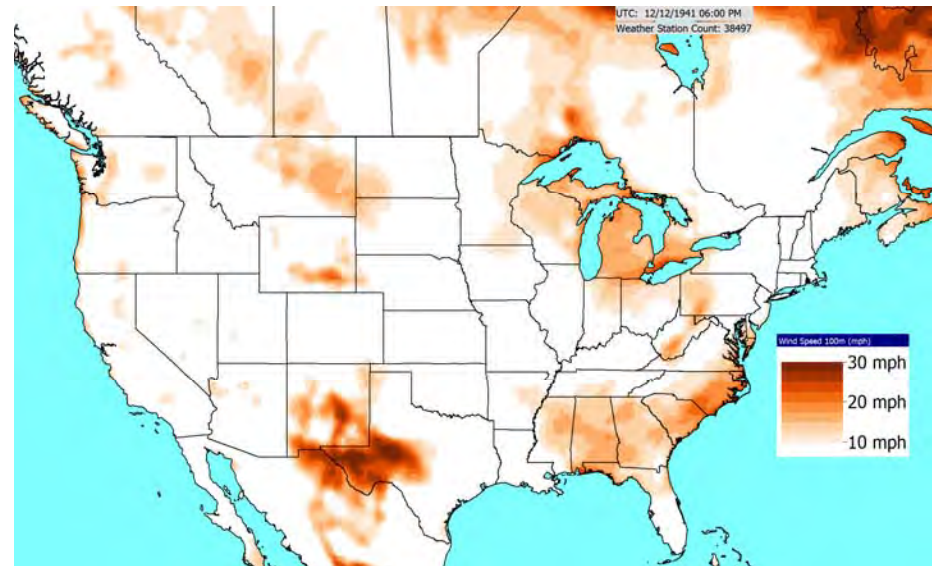 UTC: 12/12/1941 06:00 PM
Weather Station Count: 38497
Wind Speed 100m (mph)
30 mph
20 mph
10 mph